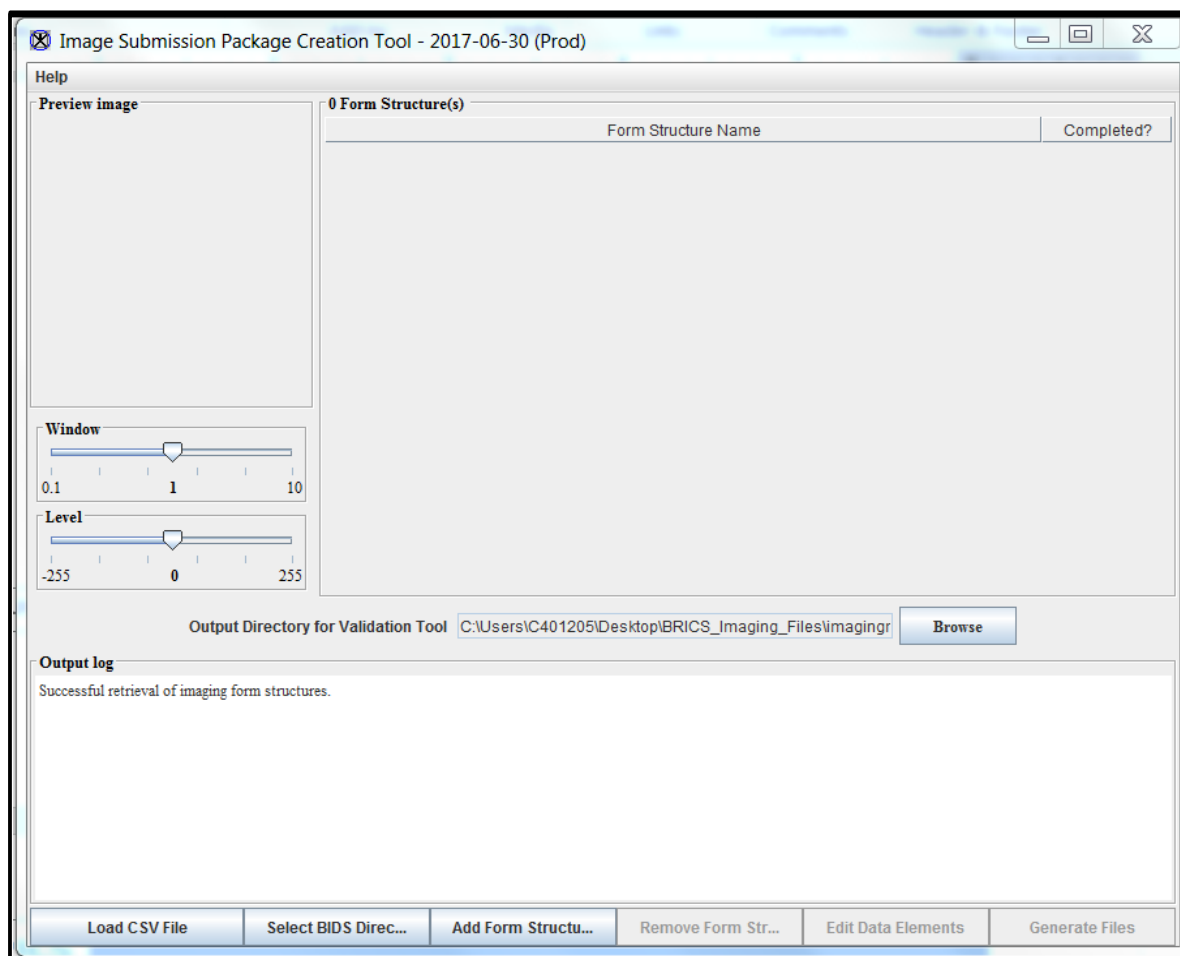 Image Submission Package Creation Tool - 2017-06-30 (Prod)
Help
Preview image
0 Form Structure(s)
Form Structure Name
Completed?
Window
0.1 1 10
Level
-255 0 255
Output Directory for Validation Tool C:\Users\C401205\Desktop\BRICS_Imaging_Files\imagingr Browse
Output log
Successful retrieval of imaging form structures.
Load CSV File Select BIDS Direc... Add Form Structu... Remove Form Str... Edit Data Elements Generate Files